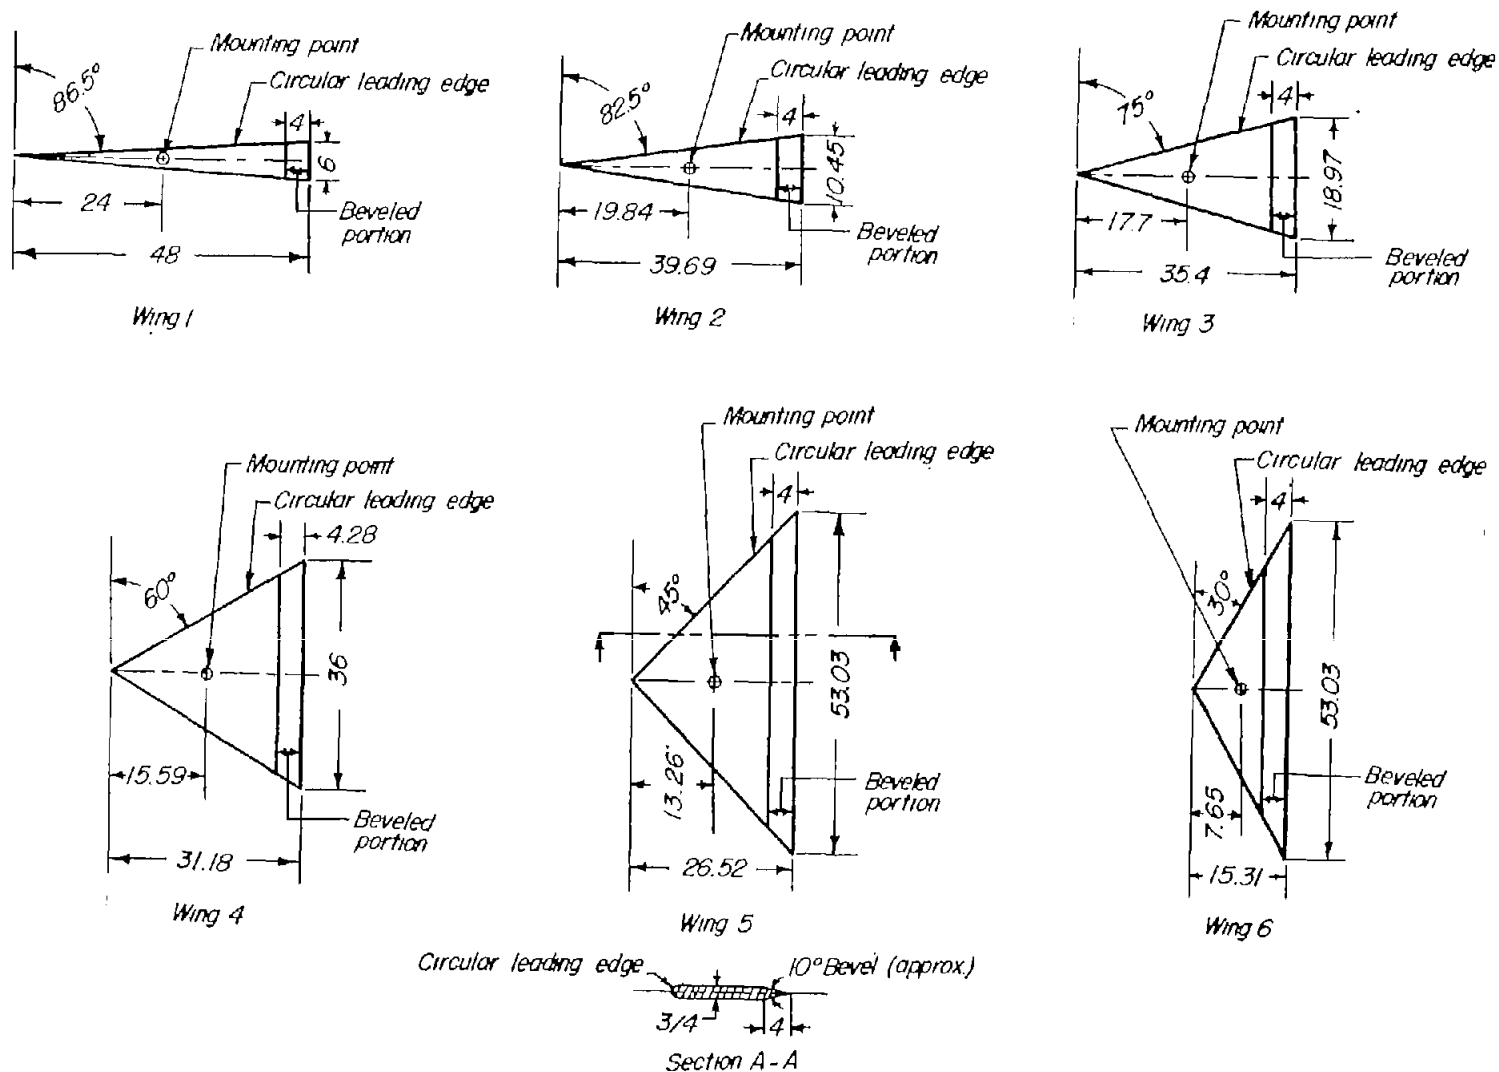 Mounting point
Circular leading edge
86.5°
4
6
24
Beveled
portion
48
Wing 1
Mounting point
Circular leading edge
82.5°
4
10.45
19.84
Beveled
portion
39.69
Wing 2
Mounting point
Circular leading edge
75°
4
18.97
17.7
Beveled
portion
35.4
Wing 3
Mounting point
Circular leading edge
4.28
60°
36
15.59
Beveled
portion
31.18
Wing 4
Mounting point
Circular leading edge
4
45°
53.03
13.26
Beveled
portion
26.52
Wing 5
Mounting point
Circular leading edge
4
30°
53.03
7.65
Beveled
portion
15.31
Wing 6
Circular leading edge
10° Bevel (approx.)
3/4
4
Section A-A